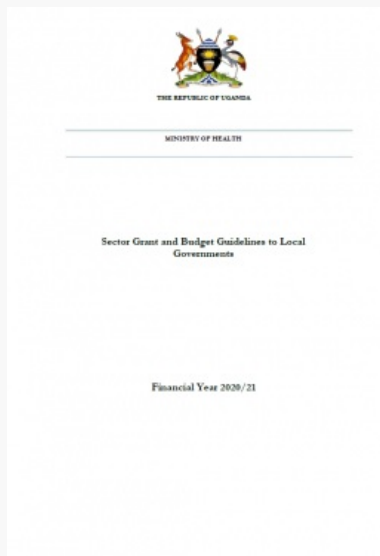 THE REPUBLIC OF UGANDA
MINISTRY OF HEALTH
Sector Grant and Budget Guidelines to Local
Governments
Financial Year 2020/21